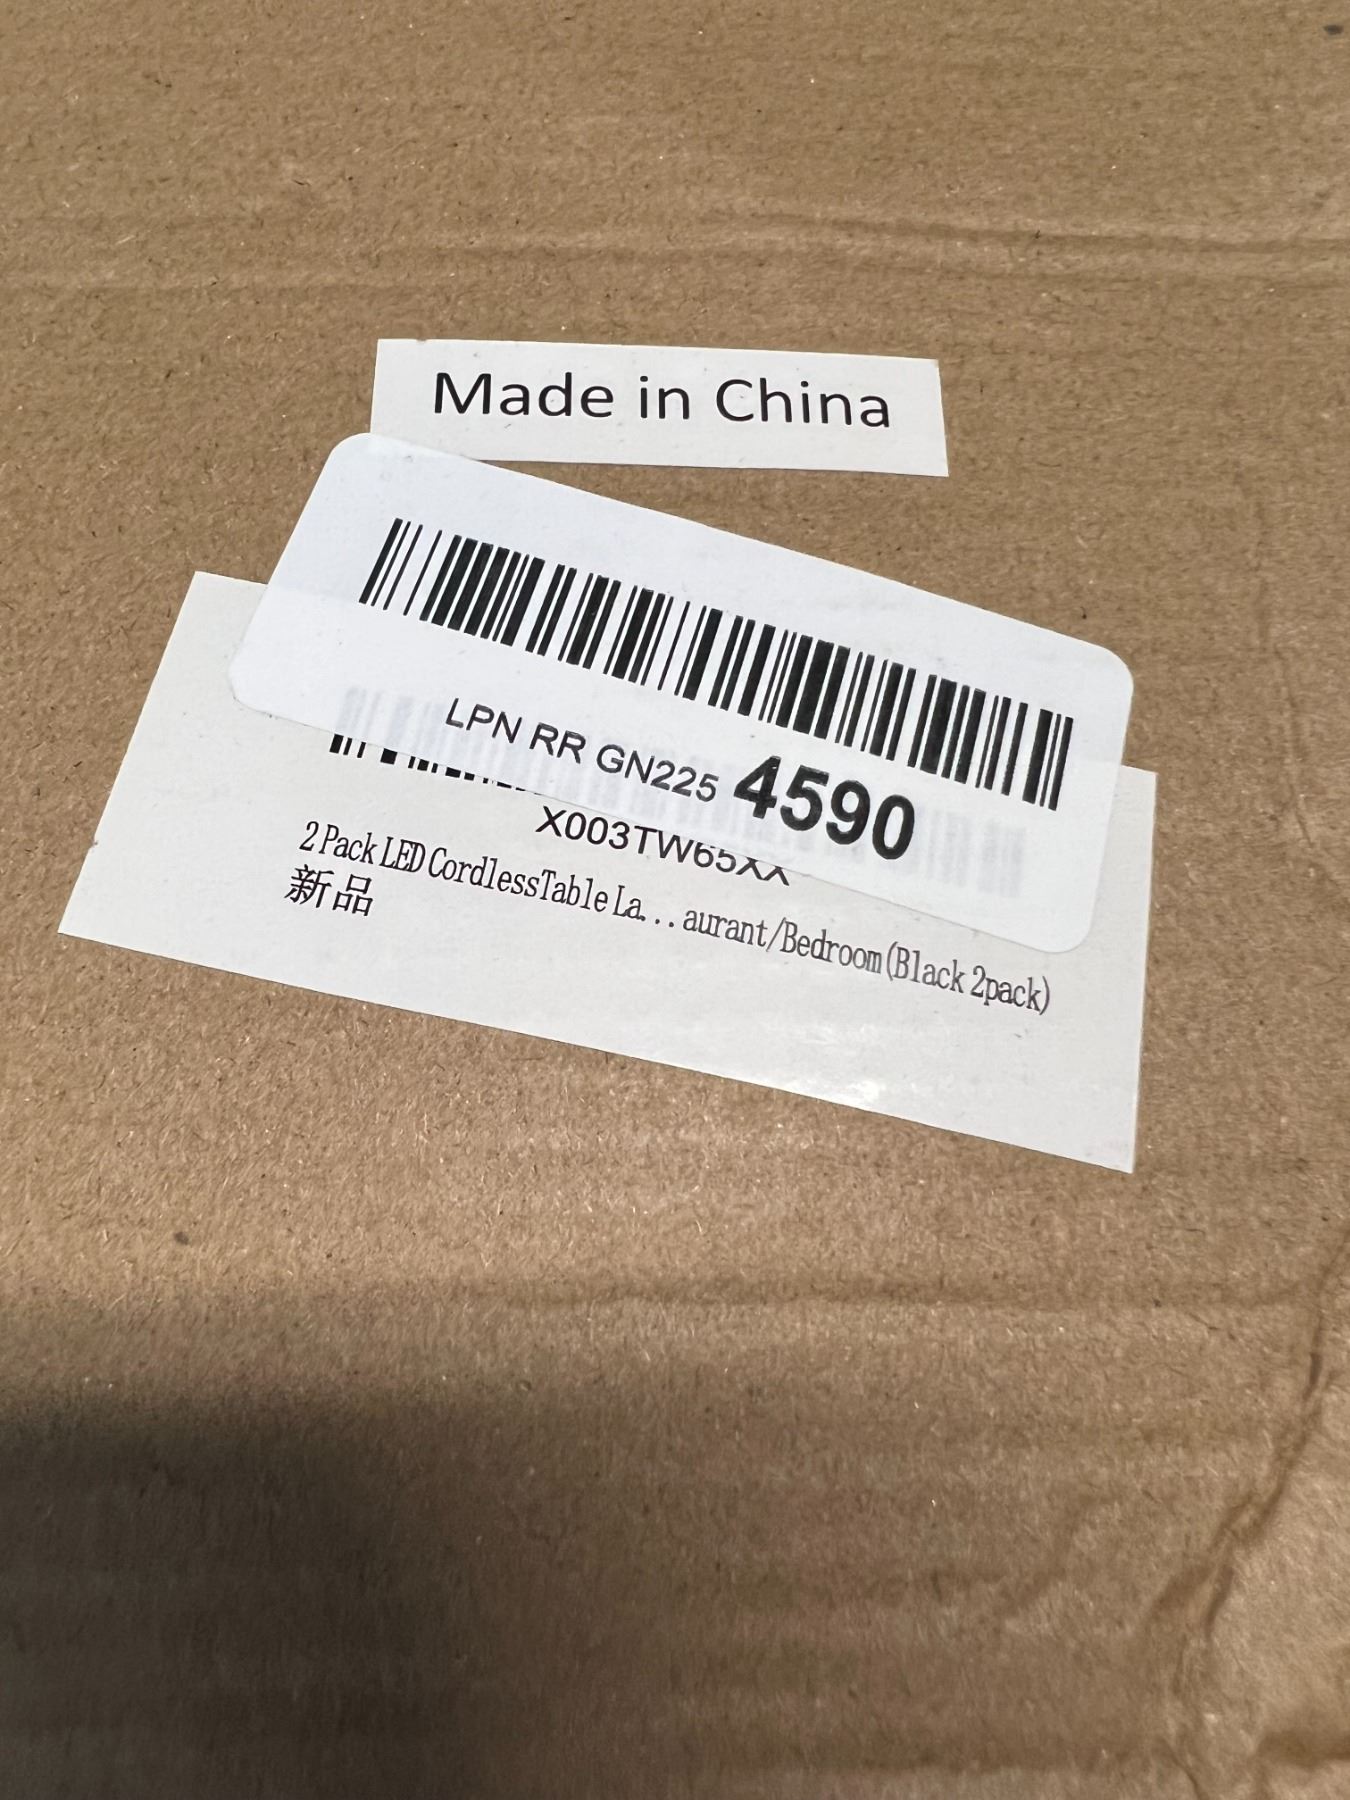 Made in China
LPN RR GN225 4590
X003TW65XX
2 Pack LED CordlessTable La... aurant/Bedroom(Black 2pack)
新品